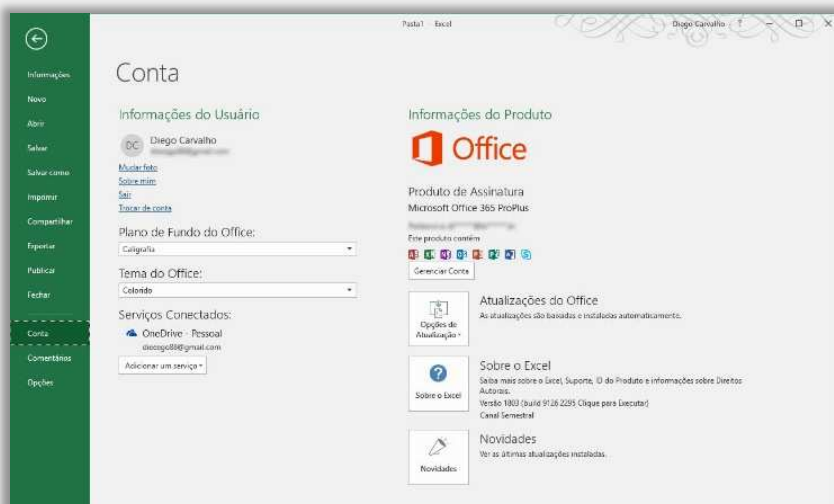 Pasta1 - Excel
Diego Carvalho ?
Informações
Novo
Abrir
Salvar
Salvar como
Imprimir
Compartilhar
Exportar
Publicar
Fechar
Conta
Comentários
Opções
Conta
Informações do Usuário
DC Diego Carvalho
Mudar foto
Sobre mim
Sair
Trocar de conta
Plano de Fundo do Office:
Caligrafia
Tema do Office:
Colorido
Serviços Conectados:
OneDrive - Pessoal
Adicionar um serviço
Informações do Produto
Office
Produto de Assinatura
Microsoft Office 365 ProPlus
Este produto contém
Gerenciar Conta
Opções de
Atualização
Atualizações do Office
As atualizações são baixadas e instaladas automaticamente.
Sobre o Excel
Sobre o Excel
Saiba mais sobre o Excel, Suporte, ID do Produto e informações sobre Direitos
Autorais.
Versão 1803 (build 9126.2295 Clique para Executar)
Canal Semestral
Novidades
Novidades
Ver as últimas atualizações instaladas.